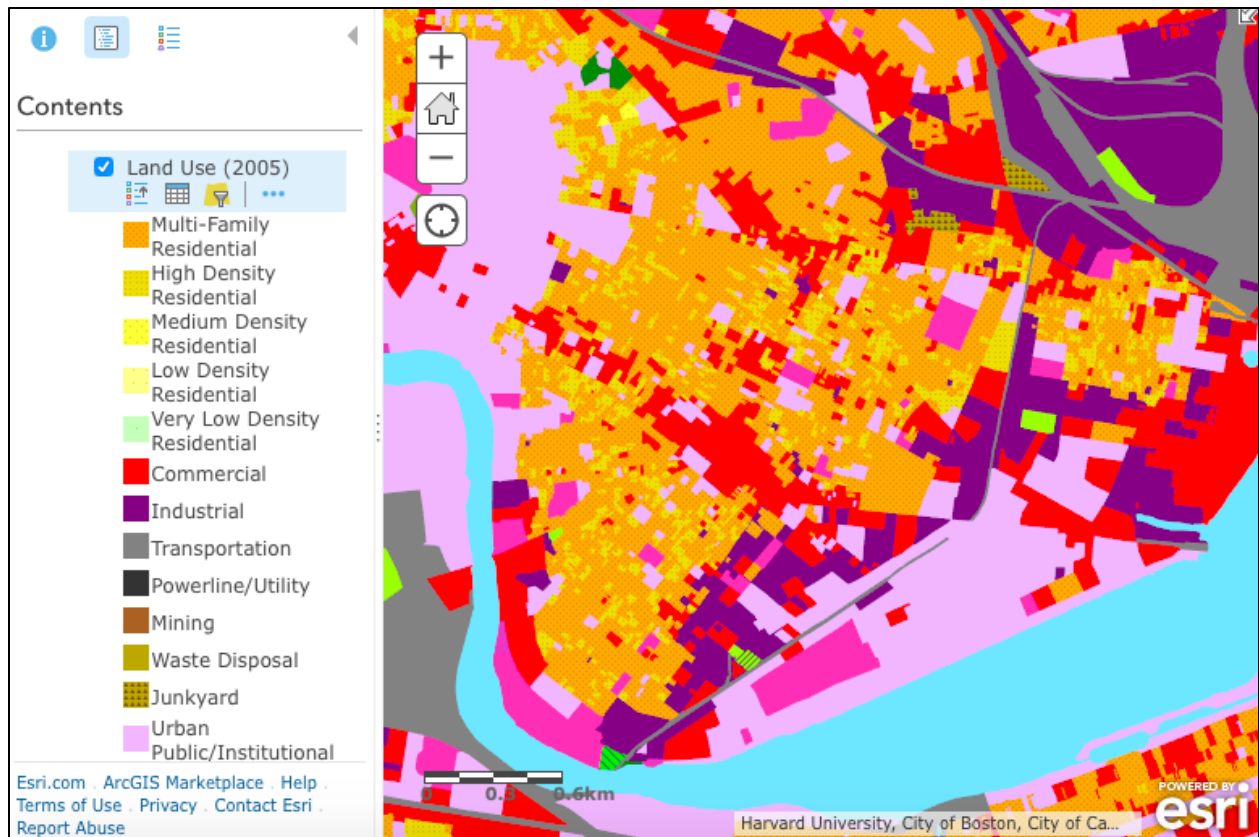 Contents
Land Use (2005)
Multi-Family
Residential
High Density
Residential
Medium Density
Residential
Low Density
Residential
Very Low Density
Residential
Commercial
Industrial
Transportation
Powerline/Utility
Mining
Waste Disposal
Junkyard
Urban
Public/Institutional
Esri.com . ArcGIS Marketplace . Help .
Terms of Use . Privacy . Contact Esri .
Report Abuse
0 0.3 0.6km
Harvard University, City of Boston, City of Ca...
POWERED BY
esri